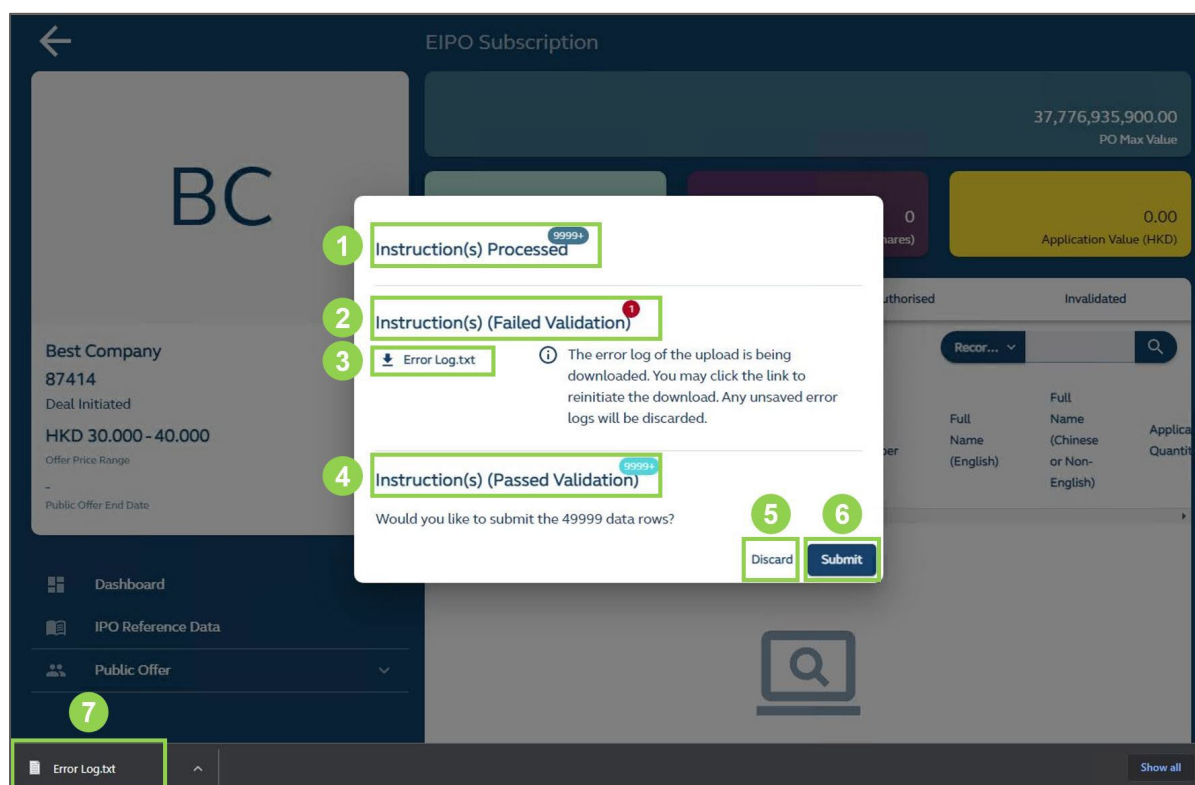 EIPO Subscription
37,776,935,900.00
PO Max Value
BC
0
0.00
Application Value (HKD)
1
Instruction(s) Processed
9999+
2
Instruction(s) (Failed Validation)
1
3
Error Log.txt
The error log of the upload is being
downloaded. You may click the link to
reinitiate the download. Any unsaved error
logs will be discarded.
4
Instruction(s) (Passed Validation)
9999+
Would you like to submit the 49999 data rows?
5
6
Discard
Submit
Invalidated
Recor...
Best Company
87414
Deal Initiated
HKD 30.000 - 40.000
Offer Price Range
-
Public Offer End Date
Full
Name
(English)
Full
Name
(Chinese
or Non-
English)
Applica
Quantit
Dashboard
IPO Reference Data
Public Offer
7
Error Log.txt
Show all